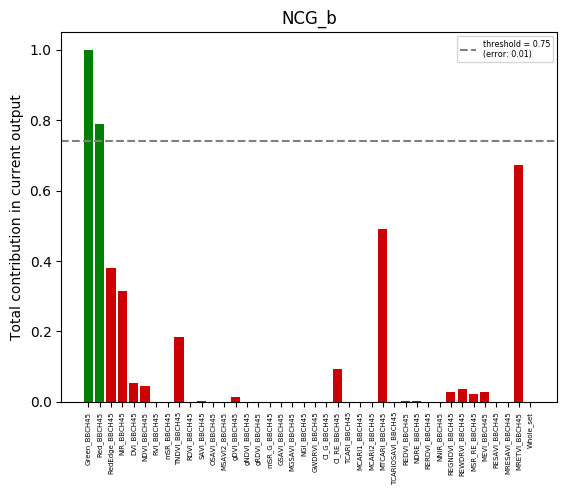 NCG_b
threshold = 0.75
(error: 0.01)
Total contribution in current output
1.0
0.8
0.6
0.4
0.2
0.0
Green_BBCH45
Red_BBCH45
RedEdge_BBCH45
NIR_BBCH45
DVI_BBCH45
NDVI_BBCH45
RVI_BBCH45
mSR_BBCH45
TNDVI_BBCH45
RDVI_BBCH45
SAVI_BBCH45
OSAVI_BBCH45
MSAVI2_BBCH45
gDVI_BBCH45
gNDVI_BBCH45
gRDVI_BBCH45
mSR_G_BBCH45
GSAVI_BBCH45
MGSAVI_BBCH45
NGI_BBCH45
GWDRVI_BBCH45
CI_G_BBCH45
CI_RE_BBCH45
TCARI_BBCH45
MCARI1_BBCH45
MCARI2_BBCH45
MTCARI_BBCH45
TCARIOSAVI_BBCH45
REDVI_BBCH45
NDRE_BBCH45
RERDVI_BBCH45
NNIR_BBCH45
REGNDVI_BBCH45
REWDRVI_BBCH45
MSR_RE_BBCH45
MEVI_BBCH45
RESAVI_BBCH45
MRESAVI_BBCH45
MRETVI_BBCH45
whole_set